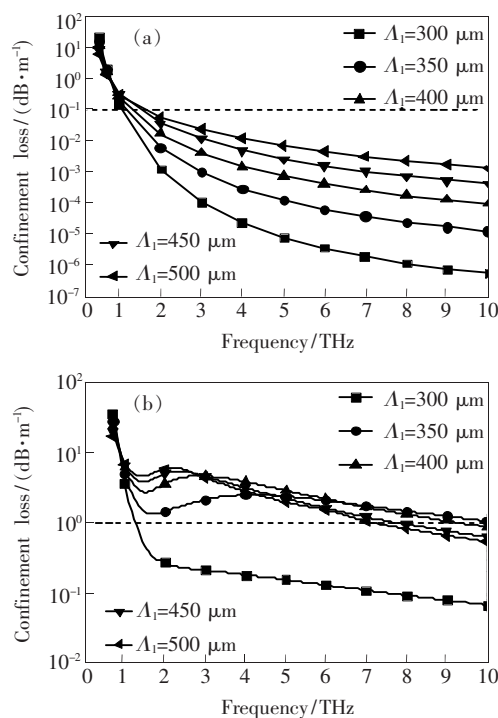 10²
(a)
Λ₁=300 μm
10¹
Λ₁=350 μm
10⁰
Λ₁=400 μm
10⁻¹
10⁻²
10⁻³
10⁻⁴
10⁻⁵
Λ₁=450 μm
10⁻⁶
Λ₁=500 μm
10⁻⁷
Confinement loss/(dB·m⁻¹)
0 1 2 3 4 5 6 7 8 9 10
Frequency/THz
10²
(b)
Λ₁=300 μm
Λ₁=350 μm
10¹
Λ₁=400 μm
10⁰
10⁻¹
Λ₁=450 μm
Λ₁=500 μm
10⁻²
Confinement loss/(dB·m⁻¹)
0 1 2 3 4 5 6 7 8 9 10
Frequency/THz